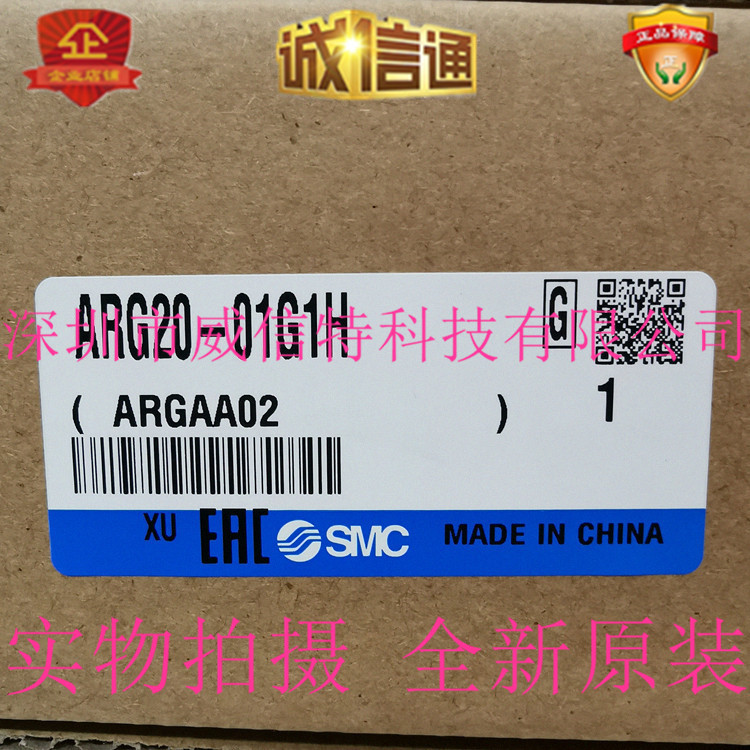 企
企业店铺
诚信通
正品保障
ARG20-01G1H
G
深圳市威信特科技有限公司
( ARGAA02 )
1
XU EAC SMC MADE IN CHINA
实物拍摄 全新原装